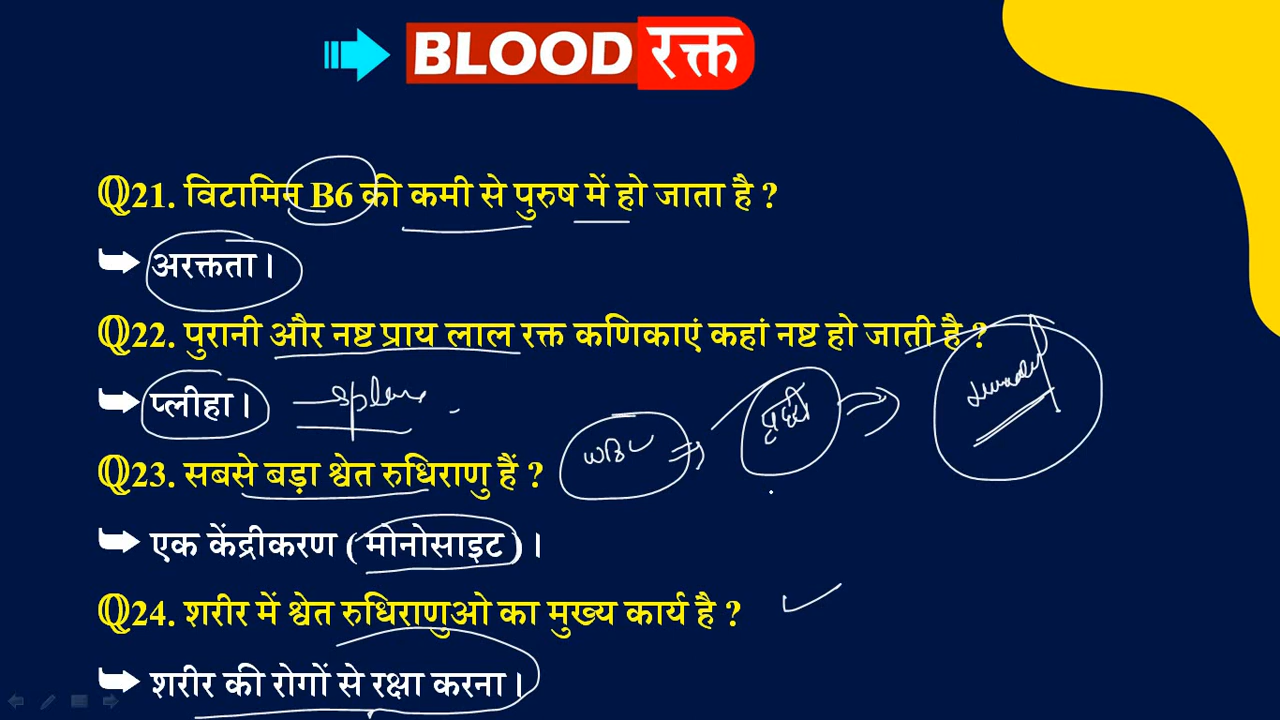 BLOOD रक्त
Q21. विटामिन B6 की कमी से पुरुष में हो जाता है ?
अरक्तता।
Q22. पुरानी और नष्ट प्राय लाल रक्त कणिकाएं कहां नष्ट हो जाती है ?
प्लीहा।
Q23. सबसे बड़ा श्वेत रुधिराणु हैं ?
WBC
एक केंद्रीकरण ( मोनोसाइट ) ।
Q24. शरीर में श्वेत रुधिराणुओ का मुख्य कार्य है ?
शरीर की रोगों से रक्षा करना।